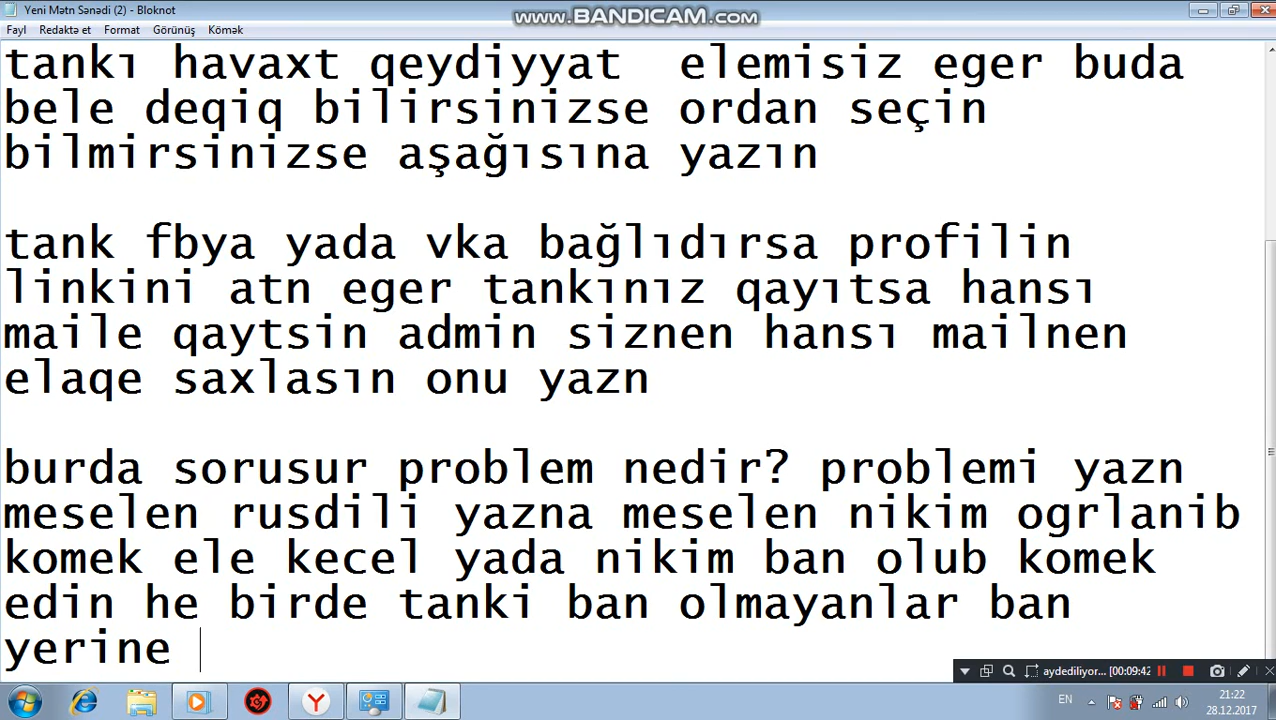 Yeni Mətn Sənədi (2) - Bloknot
www.BANDICAM.com
Fayl Redaktə et Format Görünüş Kömək
tankı havaxt qeydiyyat elemisiz eger buda
bele deqiq bilirsinizse ordan seçin
bilmirsinizse aşağısına yazın
tank fbya yada vka bağlıdırsa profilin
linkini atn eger tankınız qayıtsa hansı
maile qaytsin admin siznen hansı mailnen
elaqe saxlasın onu yazn
burda sorusur problem nedir? problemi yazn
meselen rusdili yazna meselen nikim ogrlanib
komek ele kecel yada nikim ban olub komek
edin he birde tanki ban olmayanlar ban
yerine
aydediliyor... [00:09:42]
EN
21:22
28.12.2017